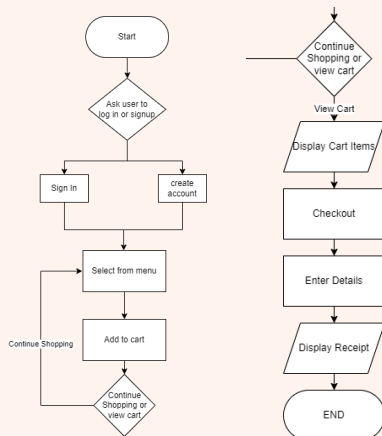 Start
Ask user to
log in or signup
Sign In
create
account
Select from menu
Continue Shopping
Add to cart
Continue
Shopping or
view cart
Continue
Shopping or
view cart
View Cart
Display Cart Items
Checkout
Enter Details
Display Receipt
END